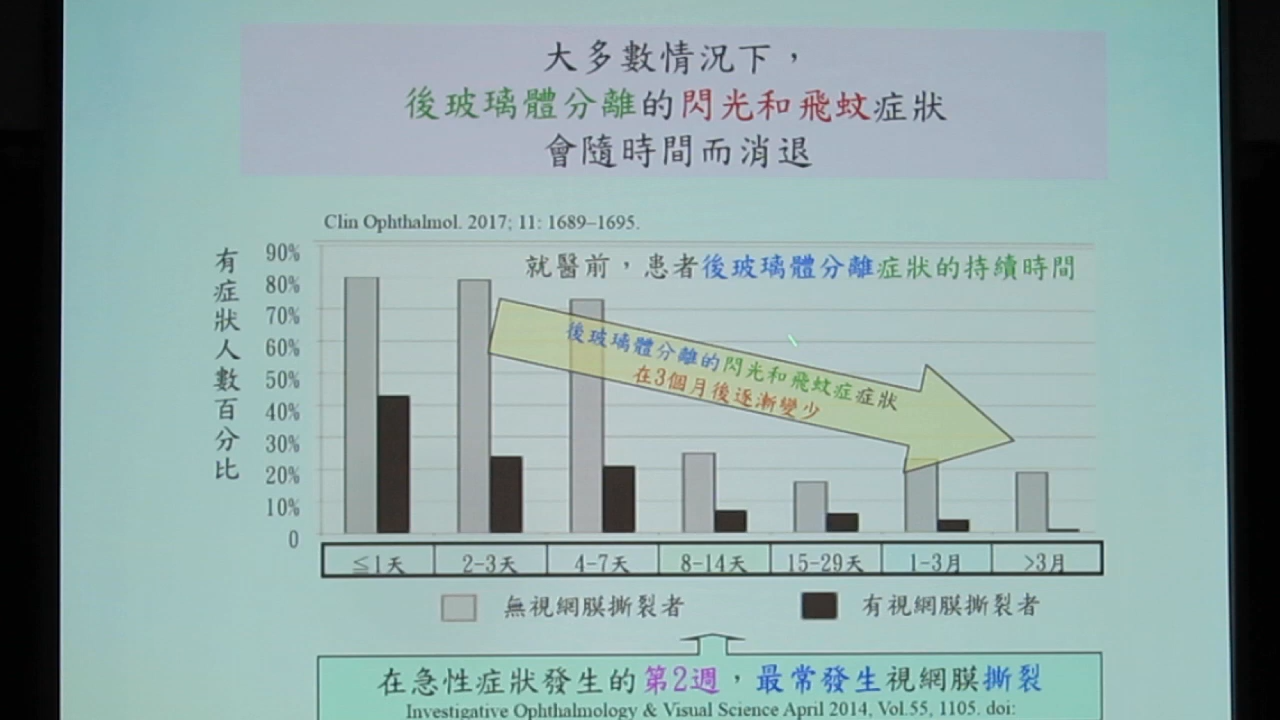 大多數情況下，
後玻璃體分離的閃光和飛蚊症狀
會隨時間而消退
Clin Ophthalmol. 2017; 11: 1689–1695.
有症狀人數百分比
90%
80%
70%
60%
50%
40%
30%
20%
10%
0
就醫前，患者後玻璃體分離症狀的持續時間
後玻璃體分離的閃光和飛蚊症症狀
在3個月後逐漸變少
≦1天 2-3天 4-7天 8-14天 15-29天 1-3月 >3月
無視網膜撕裂者 有視網膜撕裂者
在急性症狀發生的第2週，最常發生視網膜撕裂
Investigative Ophthalmology & Visual Science April 2014, Vol.55, 1105. doi: